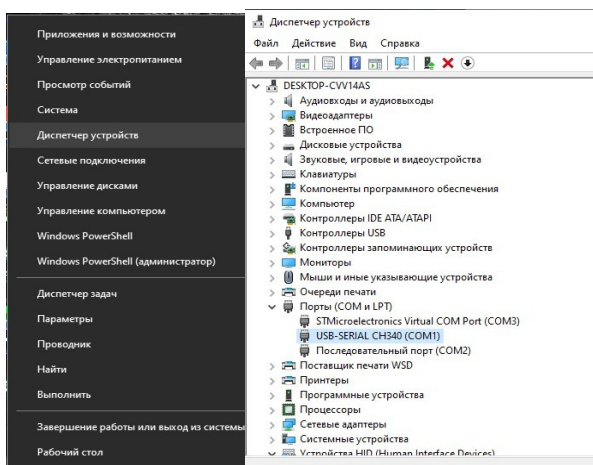 Приложения и возможности
Управление электропитанием
Просмотр событий
Система
Диспетчер устройств
Сетевые подключения
Управление дисками
Управление компьютером
Windows PowerShell
Windows PowerShell (администратор)
Диспетчер задач
Параметры
Проводник
Найти
Выполнить
Завершение работы или выход из системы
Рабочий стол
Диспетчер устройств
Файл Действие Вид Справка
DESKTOP-CVV14AS
Аудиовходы и аудиовыходы
Видеоадаптеры
Встроенное ПО
Дисковые устройства
Звуковые, игровые и видеоустройства
Клавиатуры
Компоненты программного обеспечения
Компьютер
Контроллеры IDE ATA/ATAPI
Контроллеры USB
Контроллеры запоминающих устройств
Мониторы
Мыши и иные указывающие устройства
Очереди печати
Порты (COM и LPT)
STMicroelectronics Virtual COM Port (COM3)
USB-SERIAL CH340 (COM1)
Последовательный порт (COM2)
Поставщик печати WSD
Принтеры
Программные устройства
Процессоры
Сетевые адаптеры
Системные устройства
Устройства HID (Human Interface Devices)